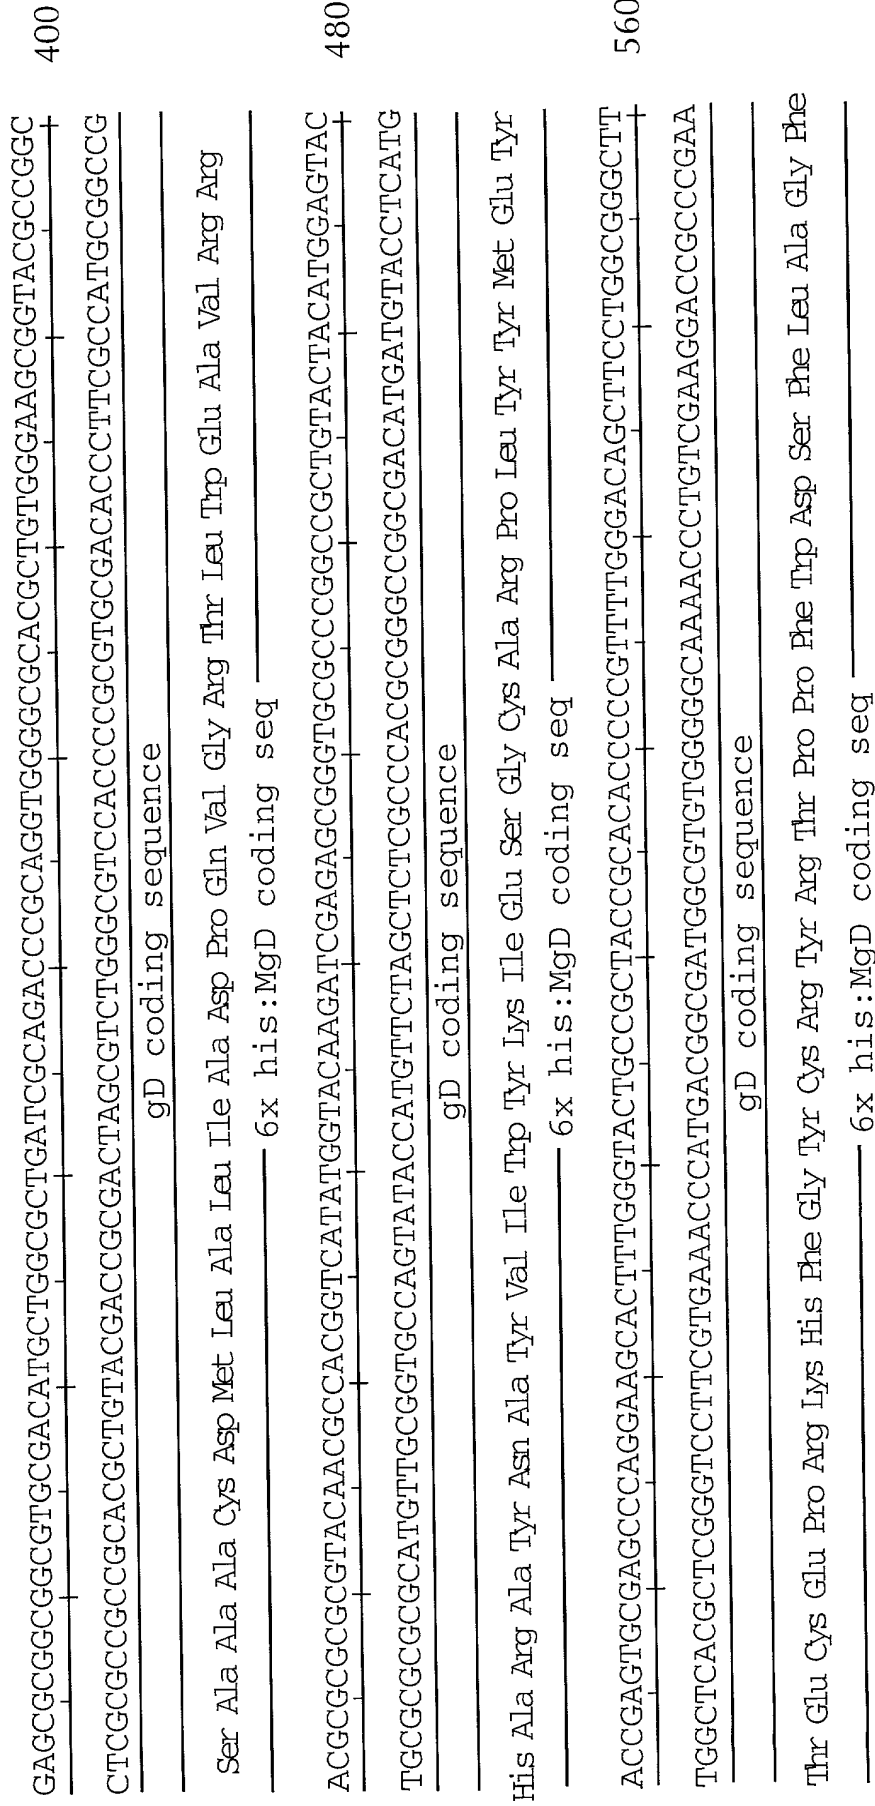 GAGCGCGGCGGCGTGCGACATGCTGGCGCTGATCGCAGACCCGCAGGTGGGGCGCACGCTGTGGGAAGCGGTACGCCGGC 400
CTCGCGCCGCCGCACGCTGTACGACCGCGACTAGCGTCTGGGCGTCCACCCCGCGTGCGACACCCTTCGCCATGCGGCCG
gD coding sequence
Ser Ala Ala Ala Cys Asp Met Leu Ala Leu Ile Ala Asp Pro Gln Val Gly Arg Thr Leu Trp Glu Ala Val Arg Arg
6x his:MgD coding seq
ACGCGCGCGCGTACAACGCCACGGTCATATGGTACAAGATCGAGAGCGGGTGCGCCCGGCCGCTGTACTACATGGAGTAC 480
TGCGCGCGCGCATGTTGCGGTGCCAGTATACCATGTTCTAGCTCTCGCCCACGCGGGCCGGCGACATGATGTACCTCATG
gD coding sequence
His Ala Arg Ala Tyr Asn Ala Tyr Val Ile Trp Tyr Lys Ile Glu Ser Gly Cys Ala Arg Pro Leu Tyr Tyr Met Glu Tyr
6x his:MgD coding seq
ACCGAGTGCGAGCCCAGGAAGCACTTTGGGTACTGCCGCTACCGCACACCCCCGTTTTGGGACAGCTTCCTGGCGGGCTT 560
TGGCTCACGCTCGGGTCCTTCGTGAAACCCATGACGGCGATGGCGTGTGGGGGCAAAACCCTGTCGAAGGACCGCCCGAA
gD coding sequence
Thr Glu Cys Glu Pro Arg Lys His Phe Gly Tyr Cys Arg Tyr Arg Thr Pro Pro Phe Trp Asp Ser Phe Leu Ala Gly Phe
6x his:MgD coding seq